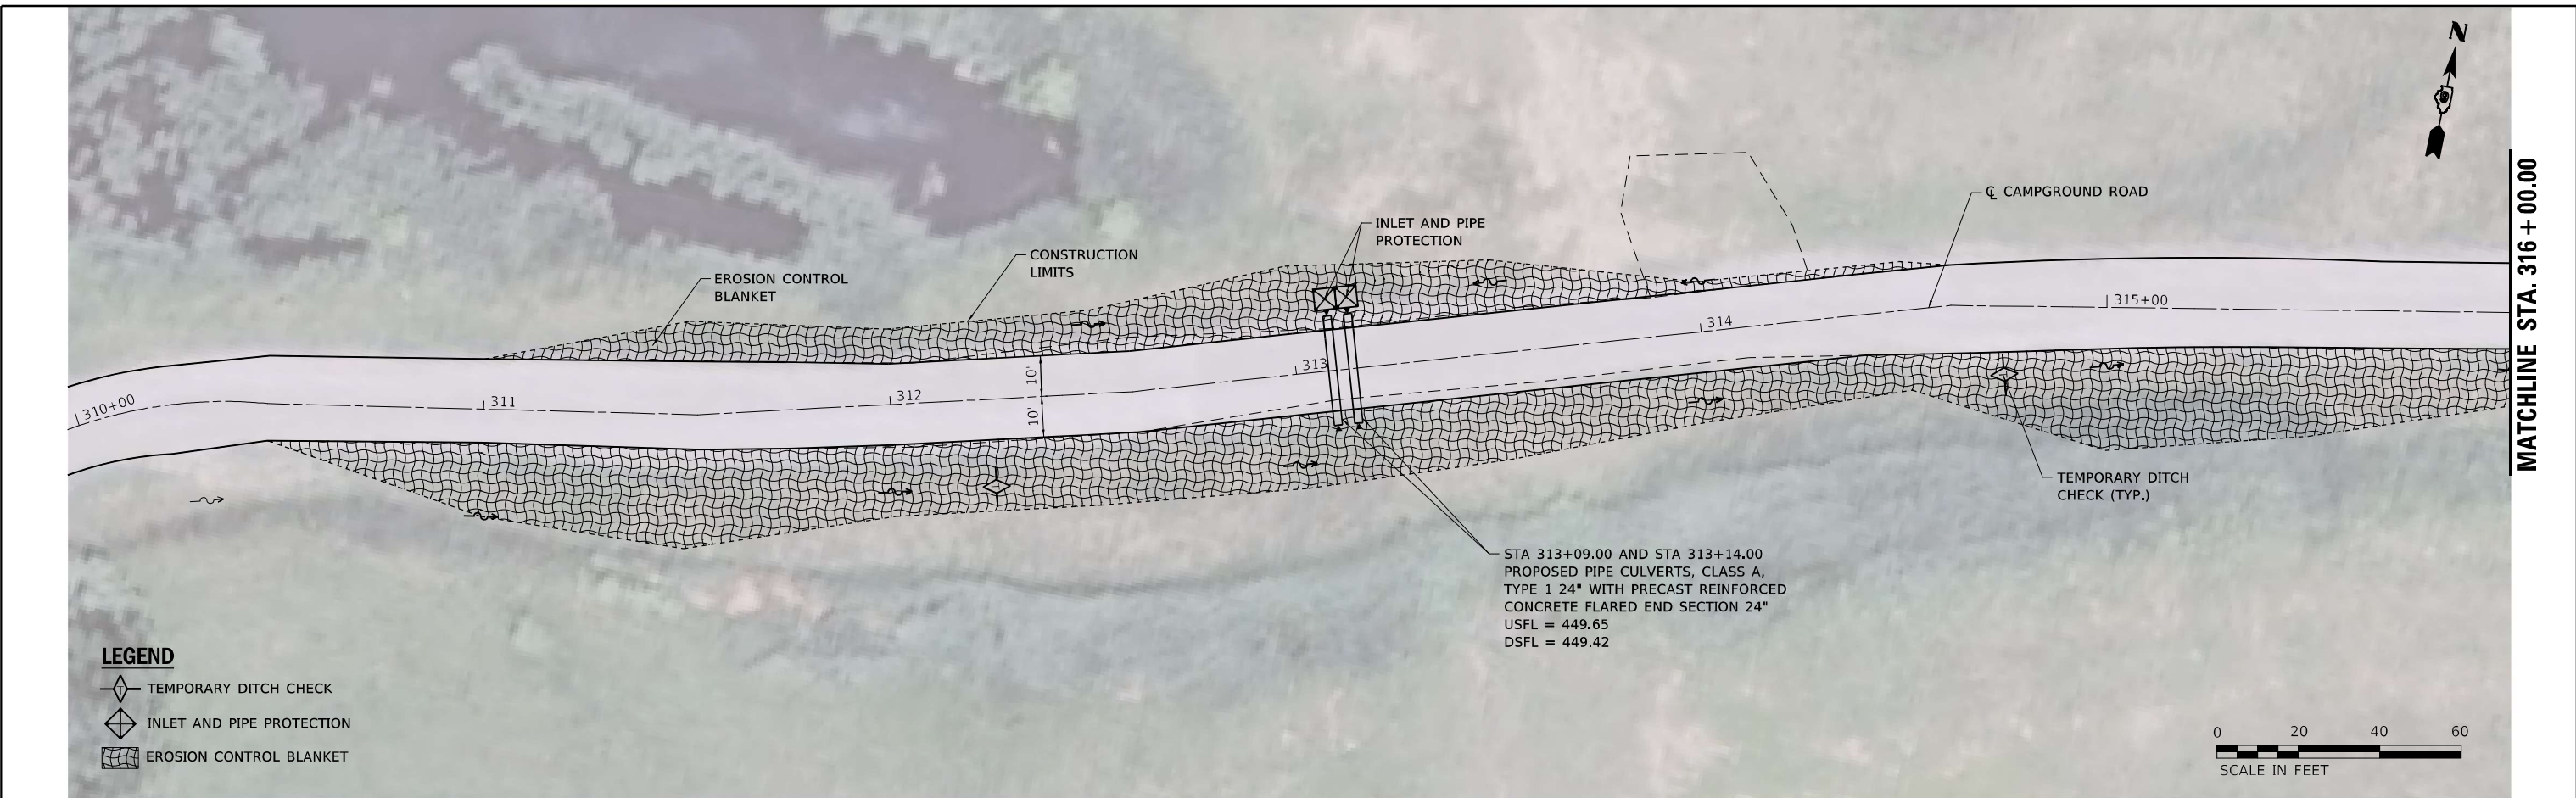 N
MATCHLINE STA. 316+00.00
₵ CAMPGROUND ROAD
INLET AND PIPE
PROTECTION
CONSTRUCTION
LIMITS
EROSION CONTROL
BLANKET
310+00
311
312
313
314
315+00
10'
10'
TEMPORARY DITCH
CHECK (TYP.)
STA 313+09.00 AND STA 313+14.00
PROPOSED PIPE CULVERTS, CLASS A,
TYPE 1 24" WITH PRECAST REINFORCED
CONCRETE FLARED END SECTION 24"
USFL = 449.65
DSFL = 449.42
LEGEND
T TEMPORARY DITCH CHECK
INLET AND PIPE PROTECTION
EROSION CONTROL BLANKET
0 20 40 60
SCALE IN FEET